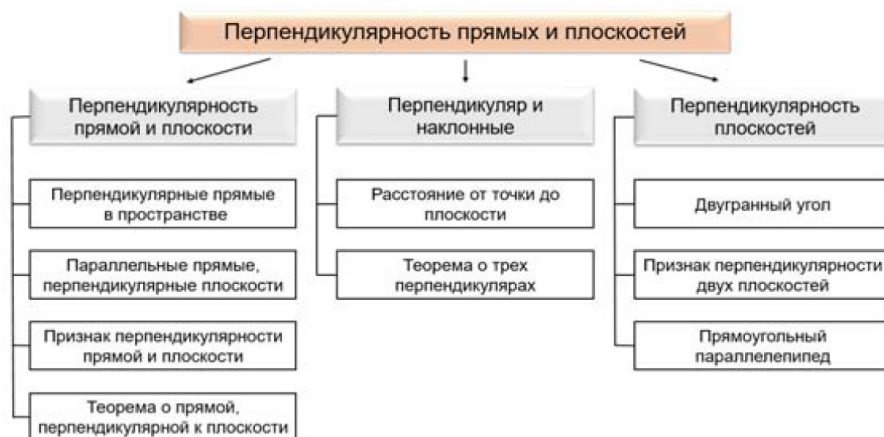 Перпендикулярность прямых и плоскостей
Перпендикулярность
прямой и плоскости
Перпендикулярные прямые
в пространстве
Параллельные прямые,
перпендикулярные плоскости
Признак перпендикулярности
прямой и плоскости
Теорема о прямой,
перпендикулярной к плоскости
Перпендикуляр и
наклонные
Расстояние от точки до
плоскости
Теорема о трех
перпендикулярах
Перпендикулярность
плоскостей
Двугранный угол
Признак перпендикулярности
двух плоскостей
Прямоугольный
параллелепипед